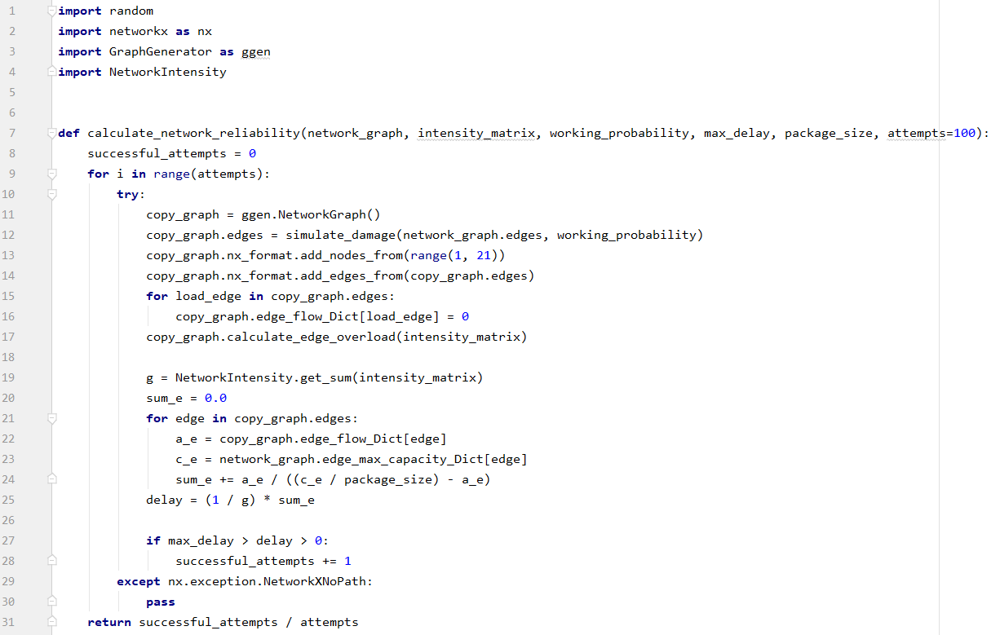 1 import random
2 import networkx as nx
3 import GraphGenerator as ggen
4 import NetworkIntensity
5
6
7 def calculate_network_reliability(network_graph, intensity_matrix, working_probability, max_delay, package_size, attempts=100):
8     successful_attempts = 0
9     for i in range(attempts):
10         try:
11             copy_graph = ggen.NetworkGraph()
12             copy_graph.edges = simulate_damage(network_graph.edges, working_probability)
13             copy_graph.nx_format.add_nodes_from(range(1, 21))
14             copy_graph.nx_format.add_edges_from(copy_graph.edges)
15             for load_edge in copy_graph.edges:
16                 copy_graph.edge_flow_Dict[load_edge] = 0
17             copy_graph.calculate_edge_overload(intensity_matrix)
18
19             g = NetworkIntensity.get_sum(intensity_matrix)
20             sum_e = 0.0
21             for edge in copy_graph.edges:
22                 a_e = copy_graph.edge_flow_Dict[edge]
23                 c_e = network_graph.edge_max_capacity_Dict[edge]
24                 sum_e += a_e / ((c_e / package_size) - a_e)
25             delay = (1 / g) * sum_e
26
27             if max_delay > delay > 0:
28                 successful_attempts += 1
29         except nx.exception.NetworkXNoPath:
30             pass
31     return successful_attempts / attempts